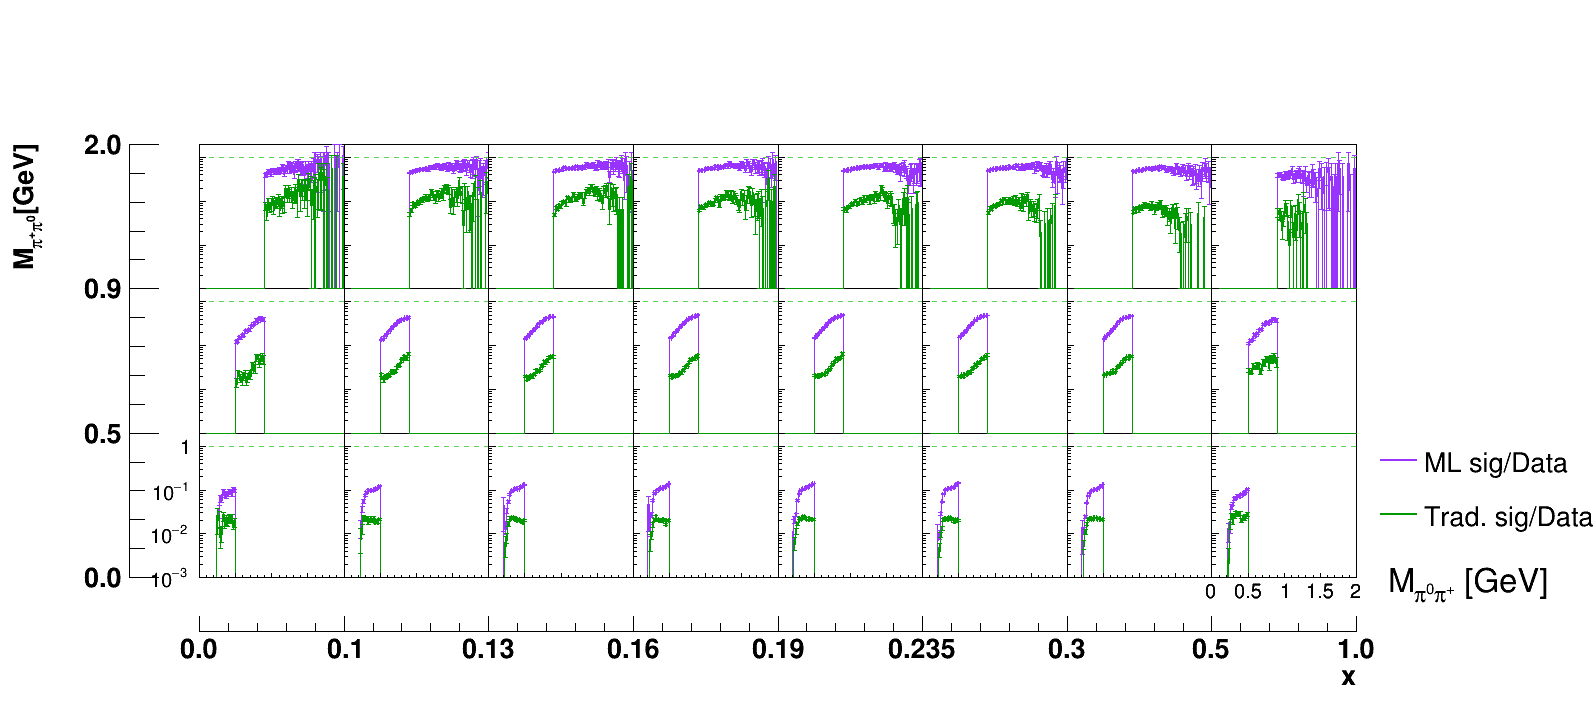 M_{π⁺π⁰}[GeV]
2.0
0.9
0.5
0.0
1
10⁻¹
10⁻²
10⁻³
ML sig/Data
Trad. sig/Data
0 0.5 1 1.5 2
M_{π⁰π⁺} [GeV]
0.0 0.1 0.13 0.16 0.19 0.235 0.3 0.5 1.0
x